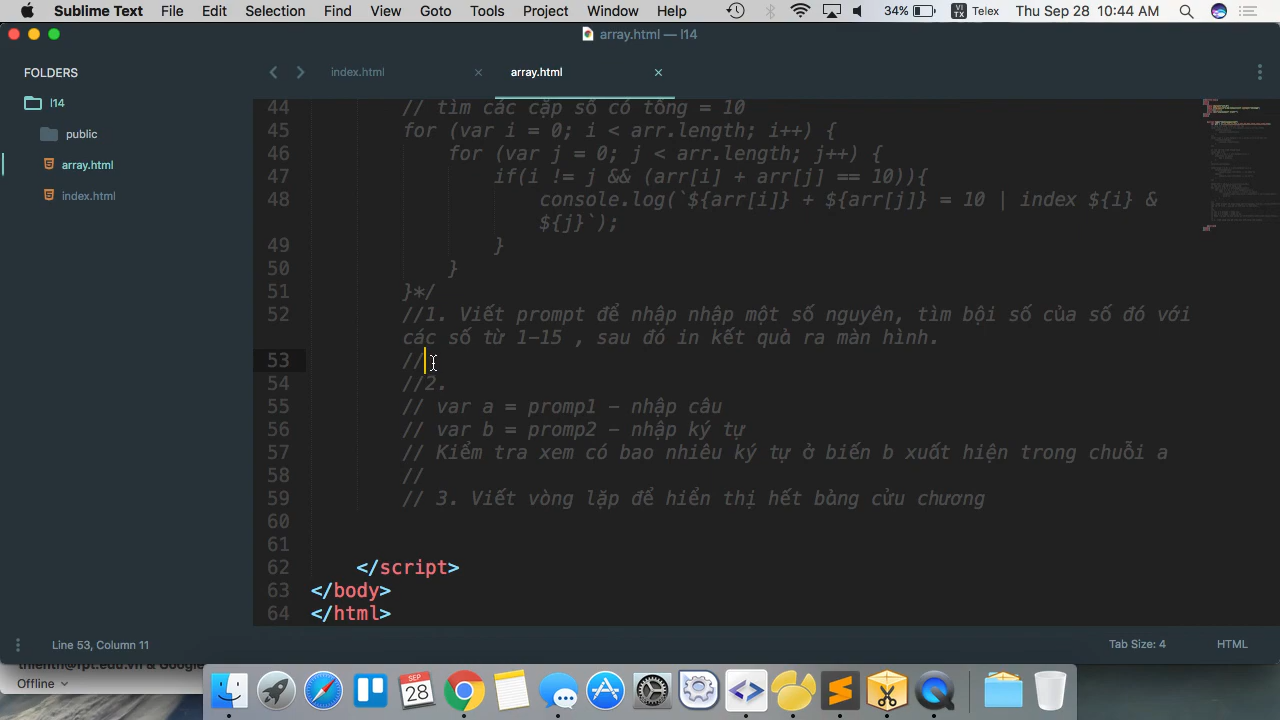 Sublime Text File Edit Selection Find View Goto Tools Project Window Help 34% VI TX Telex Thu Sep 28 10:44 AM
array.html — l14
FOLDERS
l14
public
array.html
index.html
index.html
array.html
44 // tìm các cặp số có tổng = 10
45 for (var i = 0; i < arr.length; i++) {
46 for (var j = 0; j < arr.length; j++) {
47 if(i != j && (arr[i] + arr[j] == 10)){
48 console.log(`${arr[i]} + ${arr[j]} = 10 | index ${i} &
${j}`);
49 }
50 }
51 }*/
52 //1. Viết prompt để nhập nhập một số nguyên, tìm bội số của số đó với
các số từ 1-15 , sau đó in kết quả ra màn hình.
53 //
54 //2.
55 // var a = promp1 - nhập câu
56 // var b = promp2 - nhập ký tự
57 // Kiểm tra xem có bao nhiêu ký tự ở biến b xuất hiện trong chuỗi a
58 //
59 // 3. Viết vòng lặp để hiển thị hết bảng cửu chương
60
61
62 </script>
63 </body>
64 </html>
Line 53, Column 11
Tab Size: 4
HTML
thienth@fpt.edu.vn & Google
Offline
SEP
28